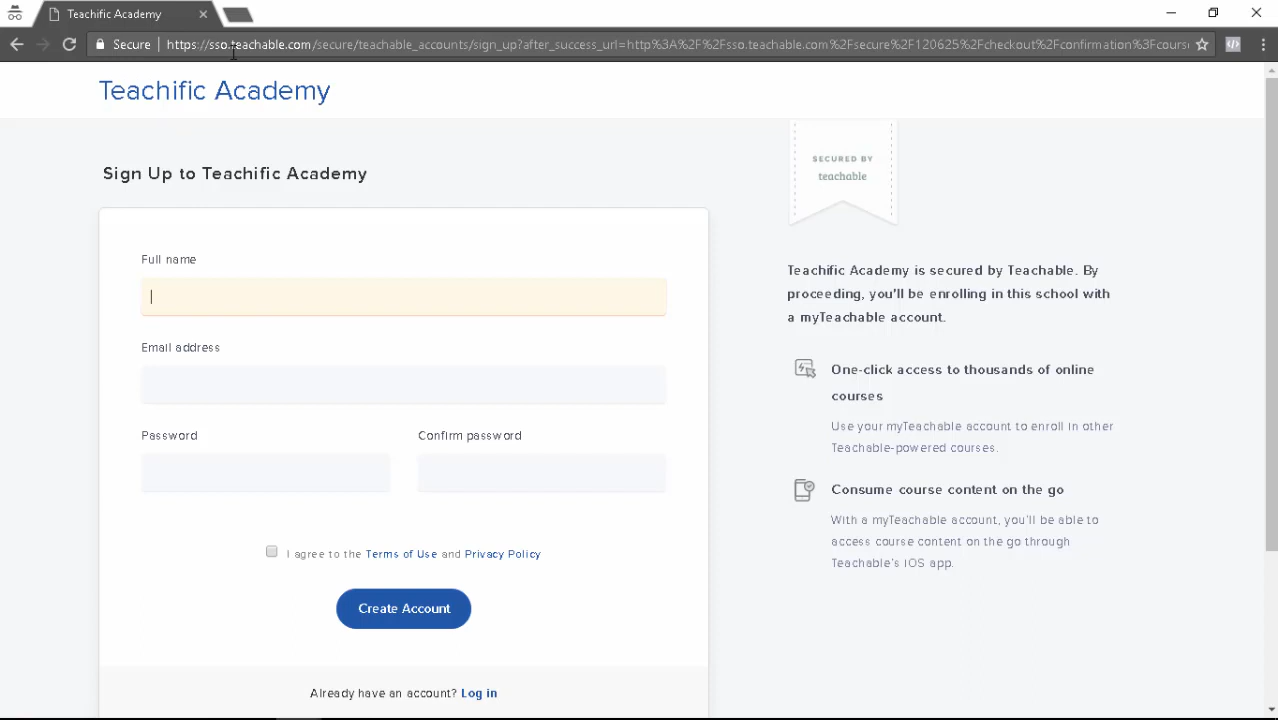 Teachific Academy
Secure
https://sso.teachable.com/secure/teachable_accounts/sign_up?after_success_url=http%3A%2F%2Fsso.teachable.com%2Fsecure%2F120625%2Fcheckout%2Fconfirmation%3Fcours
Teachific Academy
Sign Up to Teachific Academy
Full name
Email address
Password
Confirm password
I agree to the Terms of Use and Privacy Policy
Create Account
Already have an account? Log in
SECURED BY
teachable
Teachific Academy is secured by Teachable. By
proceeding, you'll be enrolling in this school with
a myTeachable account.
One-click access to thousands of online
courses
Use your myTeachable account to enroll in other
Teachable-powered courses.
Consume course content on the go
With a myTeachable account, you'll be able to
access course content on the go through
Teachable's iOS app.